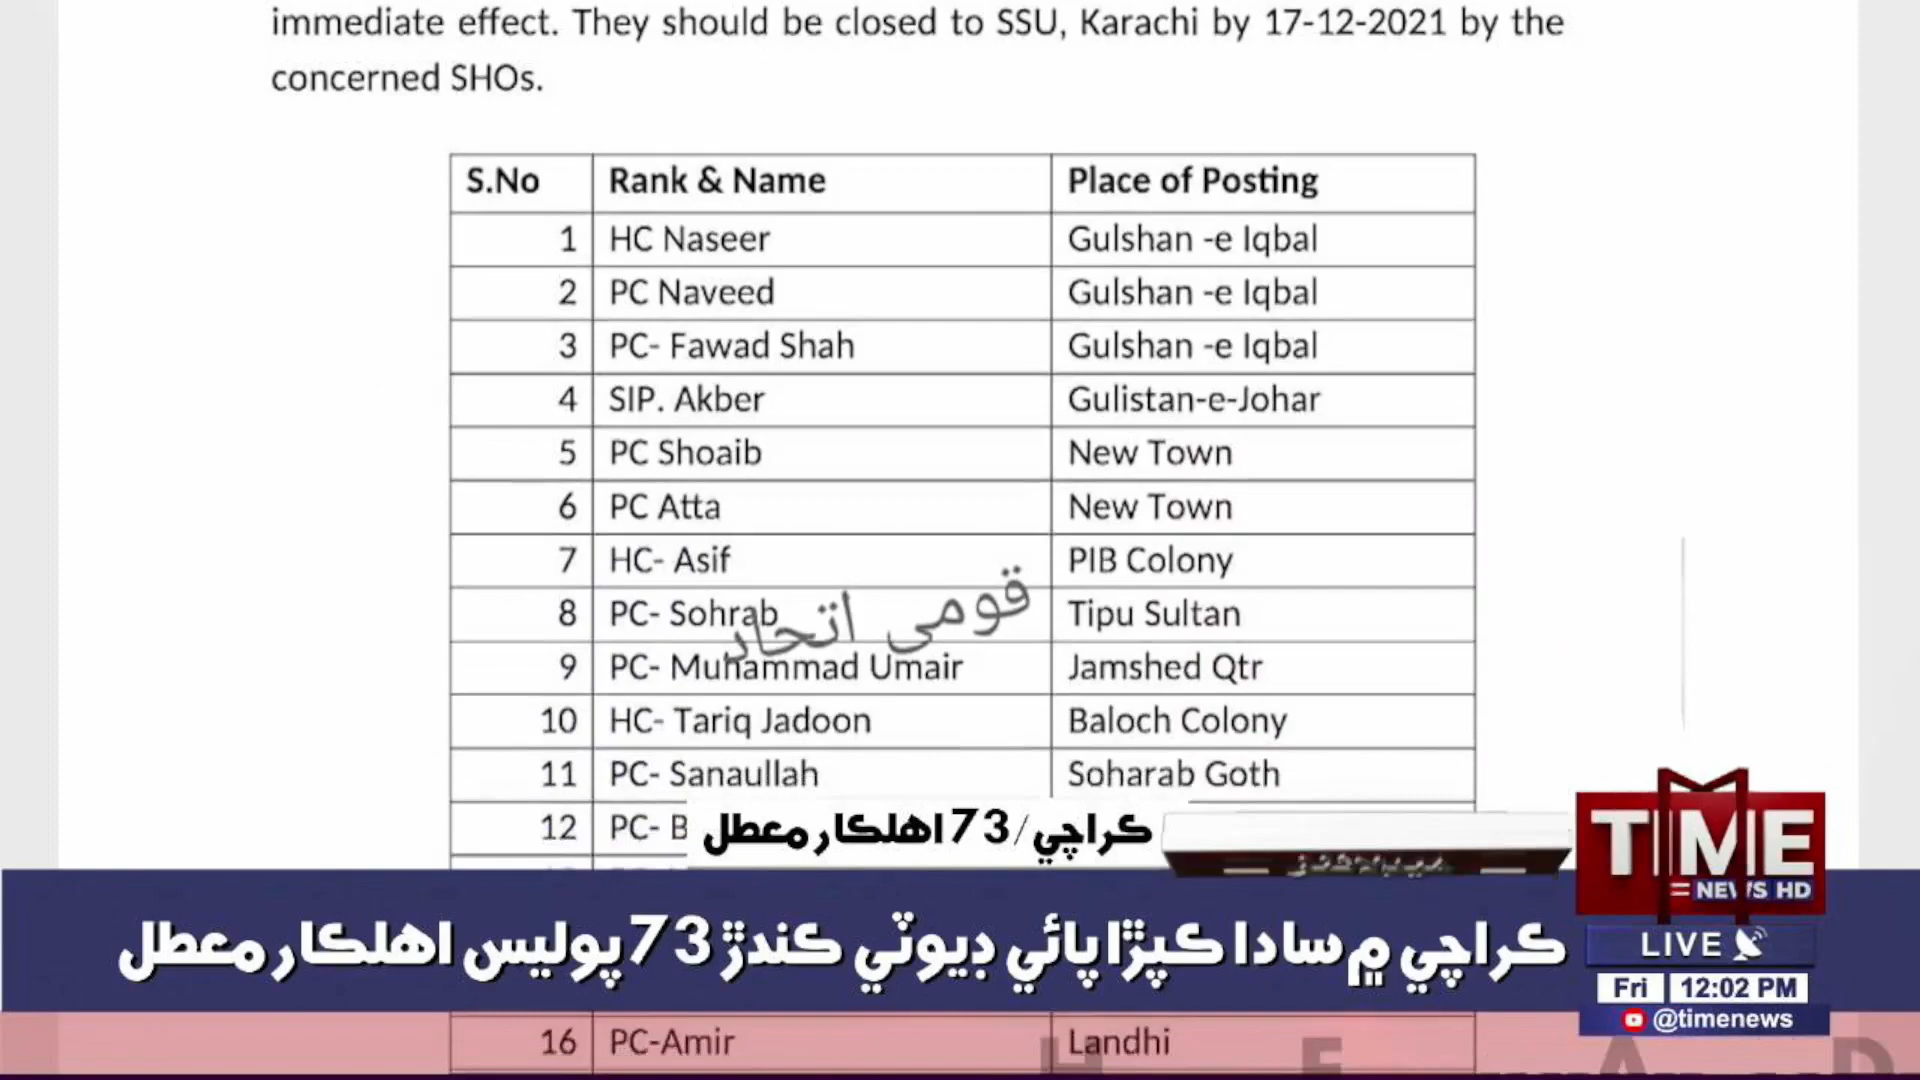 immediate effect. They should be closed to SSU, Karachi by 17-12-2021 by the
concerned SHOs.
S.No Rank & Name Place of Posting
1 HC Naseer Gulshan -e Iqbal
2 PC Naveed Gulshan -e Iqbal
3 PC- Fawad Shah Gulshan -e Iqbal
4 SIP. Akber Gulistan-e-Johar
5 PC Shoaib New Town
6 PC Atta New Town
7 HC- Asif PIB Colony
قومی اتحاد
8 PC- Sohrab Tipu Sultan
9 PC- Muhammad Umair Jamshed Qtr
10 HC- Tariq Jadoon Baloch Colony
11 PC- Sanaullah Soharab Goth
12 PC- B
ڪراچي/73اهلڪار معطل
TIME
NEWS HD
ڪراچي ۾ سادا ڪپڙا پائي ڊيوٽي ڪندڙ 73پوليس اهلڪار معطل
LIVE
Fri 12:02 PM
@timenews
16 PC-Amir Landhi
H E A D